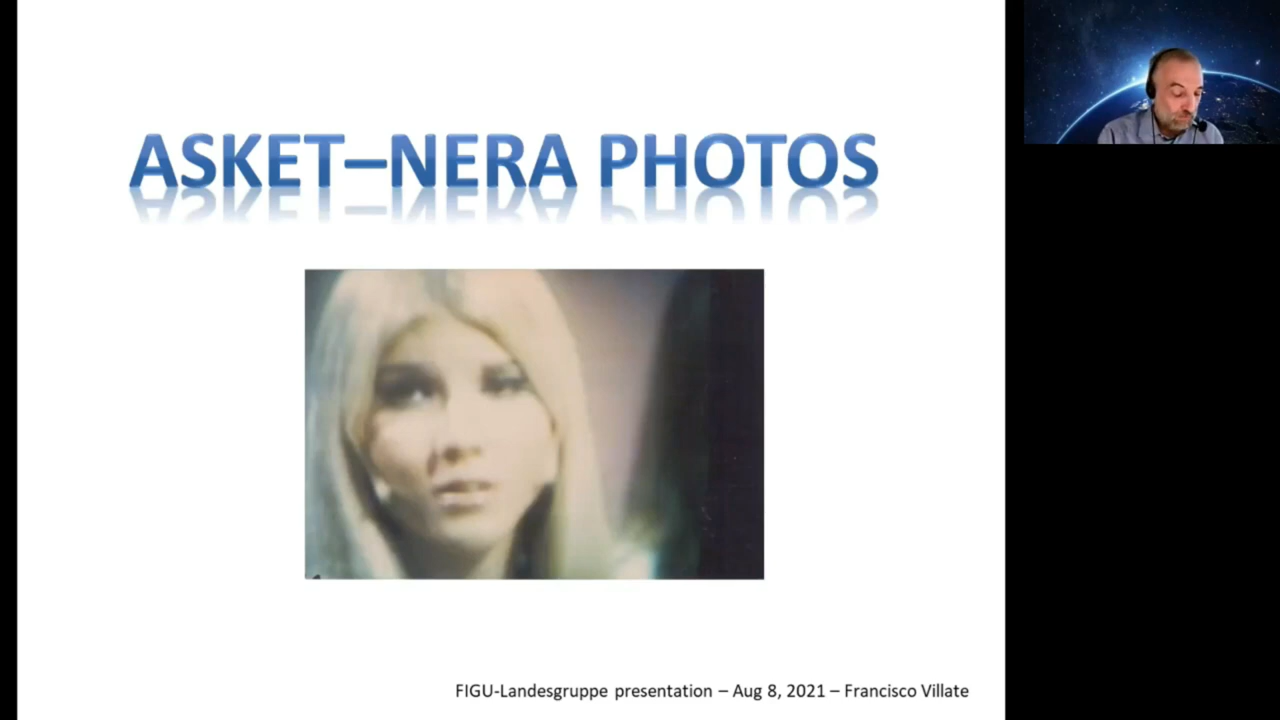 ASKET–NERA PHOTOS
FIGU-Landesgruppe presentation – Aug 8, 2021 – Francisco Villate